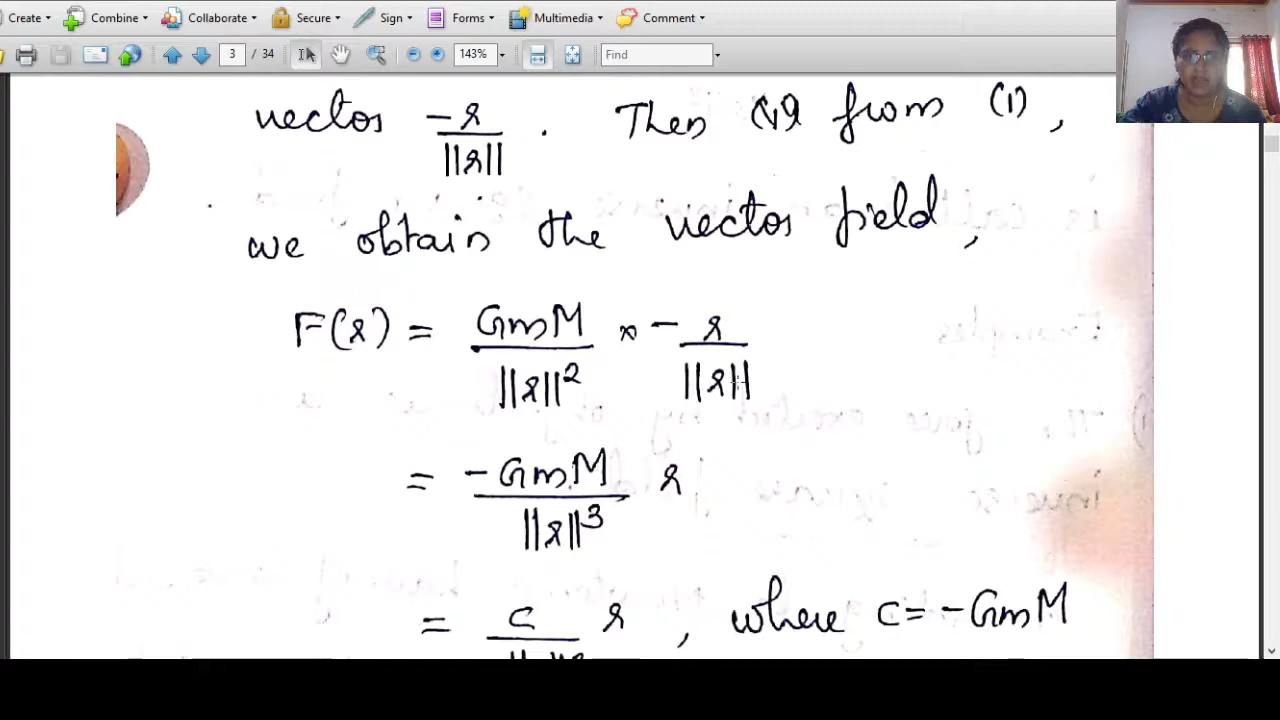 Create Combine Collaborate Secure Sign Forms Multimedia Comment
3 / 34 143% Find
vector -r/||r|| . Then from (1),
we obtain the vector field,
F(r) = GmM/||r||² × -r/||r||
= -GmM/||r||³ r
= c/ r , where c = -GmM